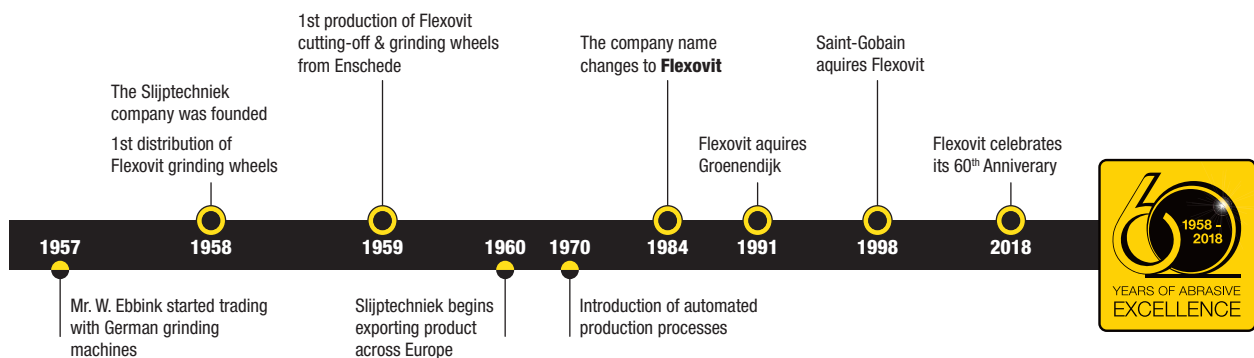 1st production of Flexovit
cutting-off & grinding wheels
from Enschede
The company name
changes to Flexovit
Saint-Gobain
aquires Flexovit
The Slijptechniek
company was founded
1st distribution of
Flexovit grinding wheels
Flexovit aquires
Groenendijk
Flexovit celebrates
its 60th Anniverary
1957
1958
1959
1960
1970
1984
1991
1998
2018
60
1958 -
2018
YEARS OF ABRASIVE
EXCELLENCE
Mr. W. Ebbink started trading
with German grinding
machines
Slijptechniek begins
exporting product
across Europe
Introduction of automated
production processes